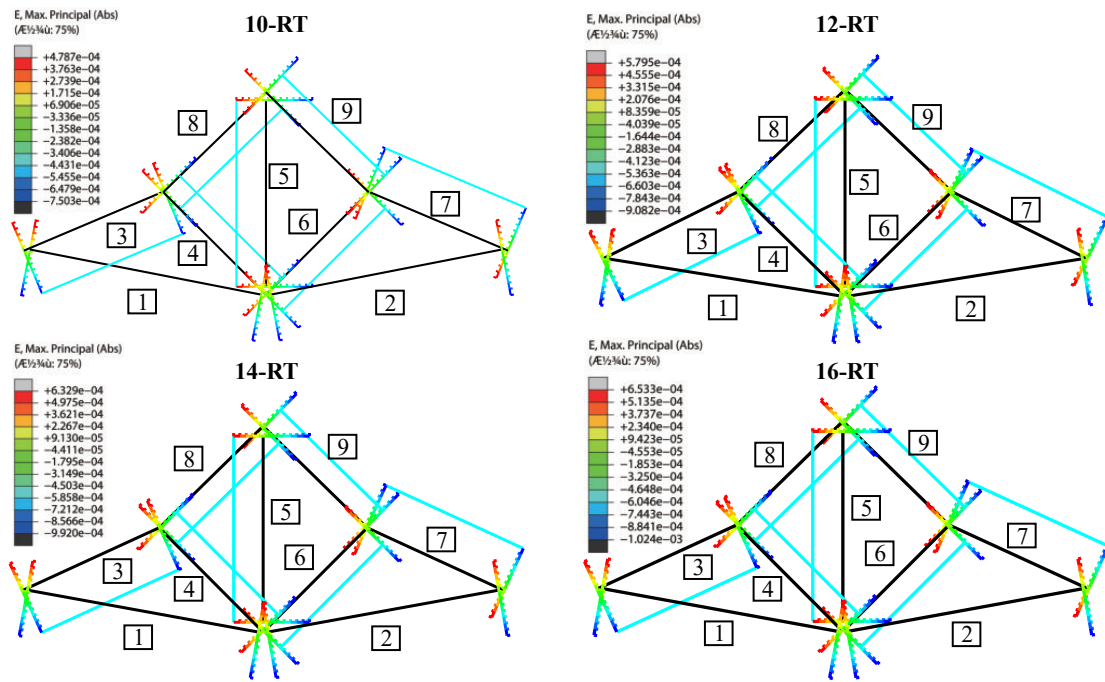 E, Max. Principal (Abs)
(Æ½¾ù: 75%)
10-RT
+4.787e−04
+3.763e−04
+2.739e−04
+1.715e−04
+6.906e−05
−3.336e−05
−1.358e−04
−2.382e−04
−3.406e−04
−4.431e−04
−5.455e−04
−6.479e−04
−7.503e−04
8
9
5
3
4
6
7
1
2
E, Max. Principal (Abs)
(Æ½¾ù: 75%)
12-RT
+5.795e−04
+4.555e−04
+3.315e−04
+2.076e−04
+8.359e−05
−4.039e−05
−1.644e−04
−2.883e−04
−4.123e−04
−5.363e−04
−6.603e−04
−7.843e−04
−9.082e−04
8
9
5
3
4
6
7
1
2
E, Max. Principal (Abs)
(Æ½¾ù: 75%)
14-RT
+6.329e−04
+4.975e−04
+3.621e−04
+2.267e−04
+9.130e−05
−4.411e−05
−1.795e−04
−3.149e−04
−4.503e−04
−5.858e−04
−7.212e−04
−8.566e−04
−9.920e−04
8
9
5
3
4
6
7
1
2
E, Max. Principal (Abs)
(Æ½¾ù: 75%)
16-RT
+6.533e−04
+5.135e−04
+3.737e−04
+2.340e−04
+9.423e−05
−4.553e−05
−1.853e−04
−3.250e−04
−4.648e−04
−6.046e−04
−7.443e−04
−8.841e−04
−1.024e−03
8
9
5
3
4
6
7
1
2